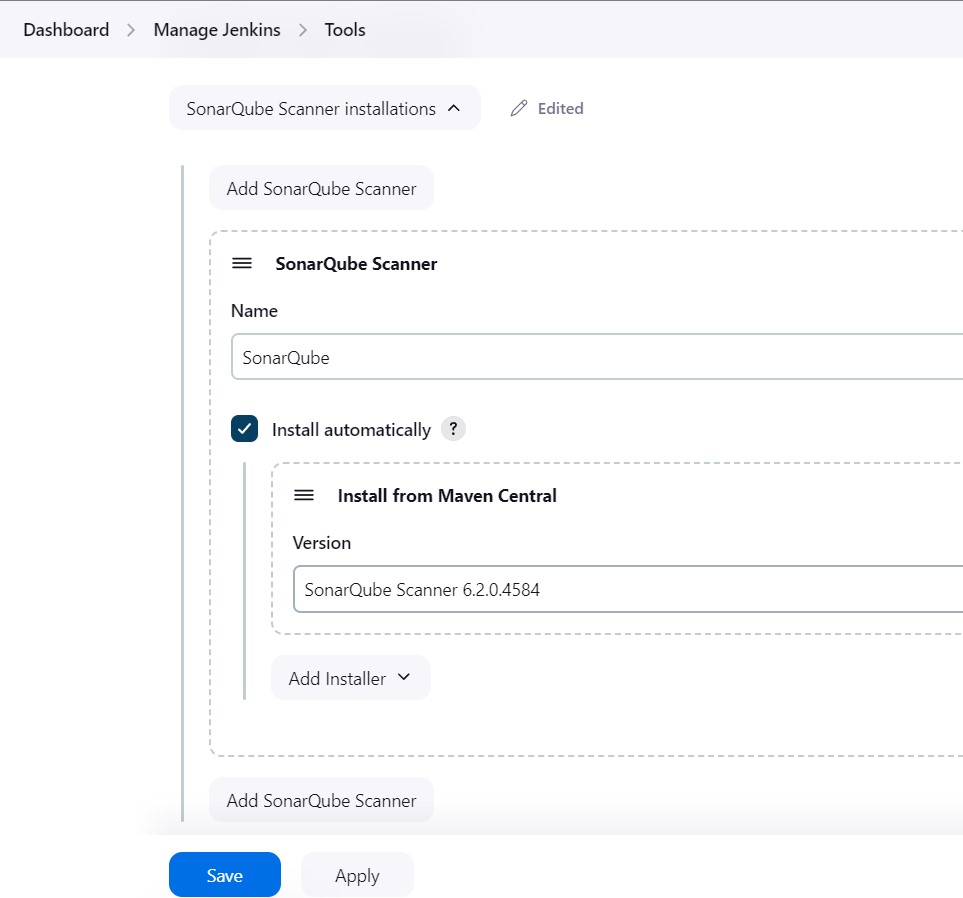 Dashboard > Manage Jenkins > Tools
SonarQube Scanner installations Edited
Add SonarQube Scanner
SonarQube Scanner
Name
SonarQube
Install automatically ?
Install from Maven Central
Version
SonarQube Scanner 6.2.0.4584
Add Installer
Add SonarQube Scanner
Save Apply